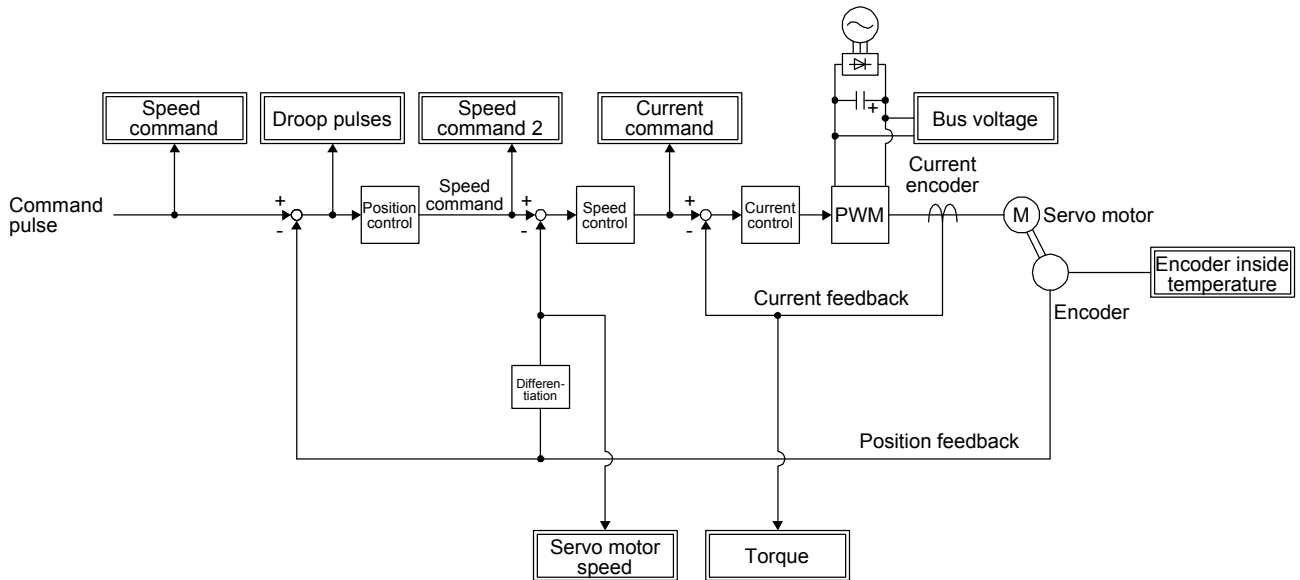 Speed
command
Droop pulses
Speed
command 2
Current
command
+
Bus voltage
Current
encoder
Command
pulse
+
-
Position
control
Speed
command
+
-
Speed
control
+
-
Current
control
PWM
M
Servo motor
Encoder inside
temperature
Current feedback
Encoder
Differen-
tiation
Position feedback
Servo motor
speed
Torque